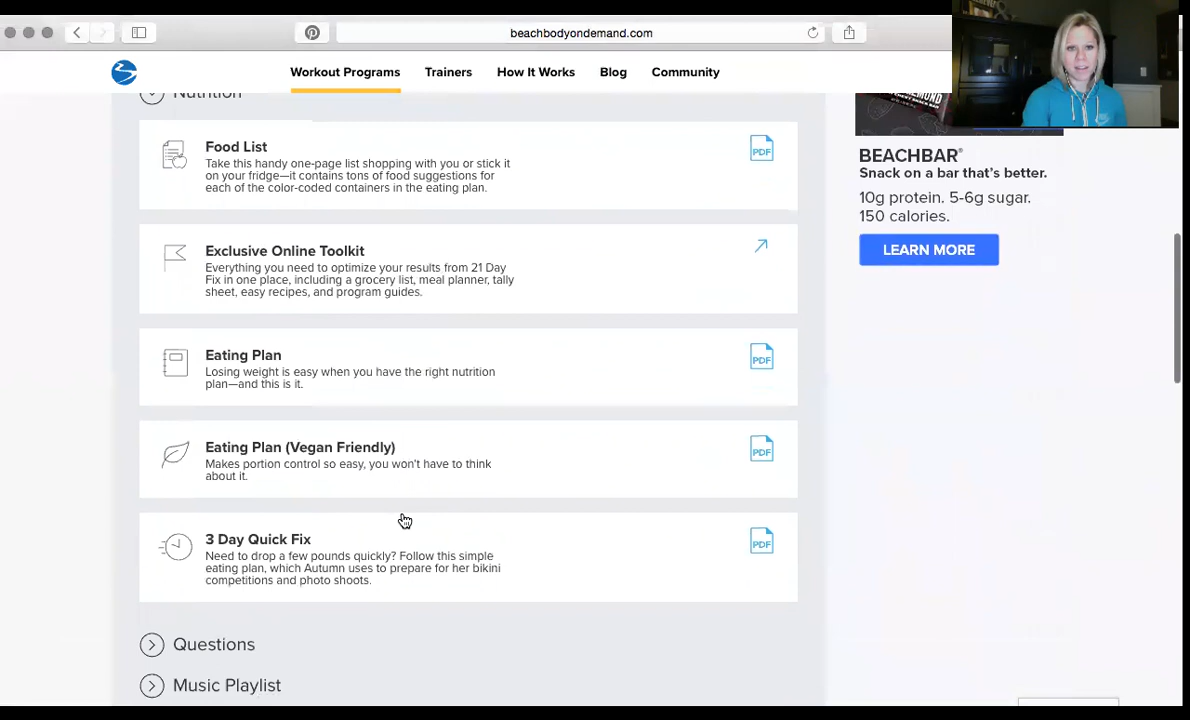 beachbodyondemand.com
Workout Programs
Trainers
How It Works
Blog
Community
Nutrition
Food List
Take this handy one-page list shopping with you or stick it
on your fridge—it contains tons of food suggestions for
each of the color-coded containers in the eating plan.
PDF
Exclusive Online Toolkit
Everything you need to optimize your results from 21 Day
Fix in one place, including a grocery list, meal planner, tally
sheet, easy recipes, and program guides.
Eating Plan
Losing weight is easy when you have the right nutrition
plan—and this is it.
PDF
Eating Plan (Vegan Friendly)
Makes portion control so easy, you won't have to think
about it.
PDF
3 Day Quick Fix
Need to drop a few pounds quickly? Follow this simple
eating plan, which Autumn uses to prepare for her bikini
competitions and photo shoots.
PDF
Questions
Music Playlist
BEACHBAR®
Snack on a bar that's better.
10g protein. 5-6g sugar.
150 calories.
LEARN MORE